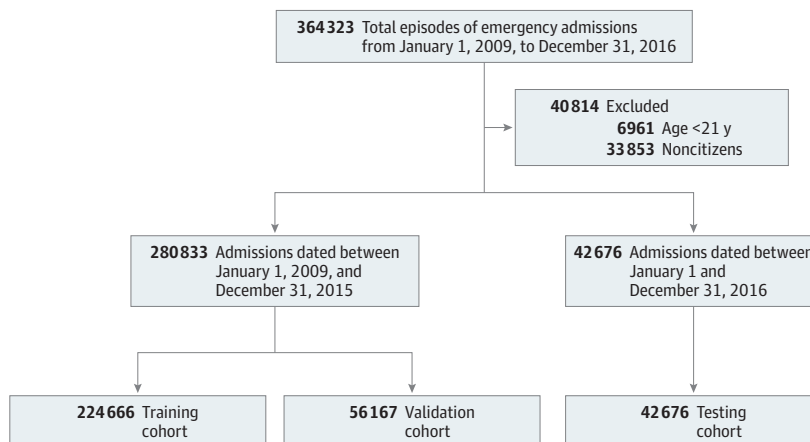 364323 Total episodes of emergency admissions
from January 1, 2009, to December 31, 2016
40814 Excluded
6961 Age <21 y
33853 Noncitizens
280833 Admissions dated between
January 1, 2009, and
December 31, 2015
42676 Admissions dated between
January 1 and
December 31, 2016
224666 Training
cohort
56167 Validation
cohort
42676 Testing
cohort